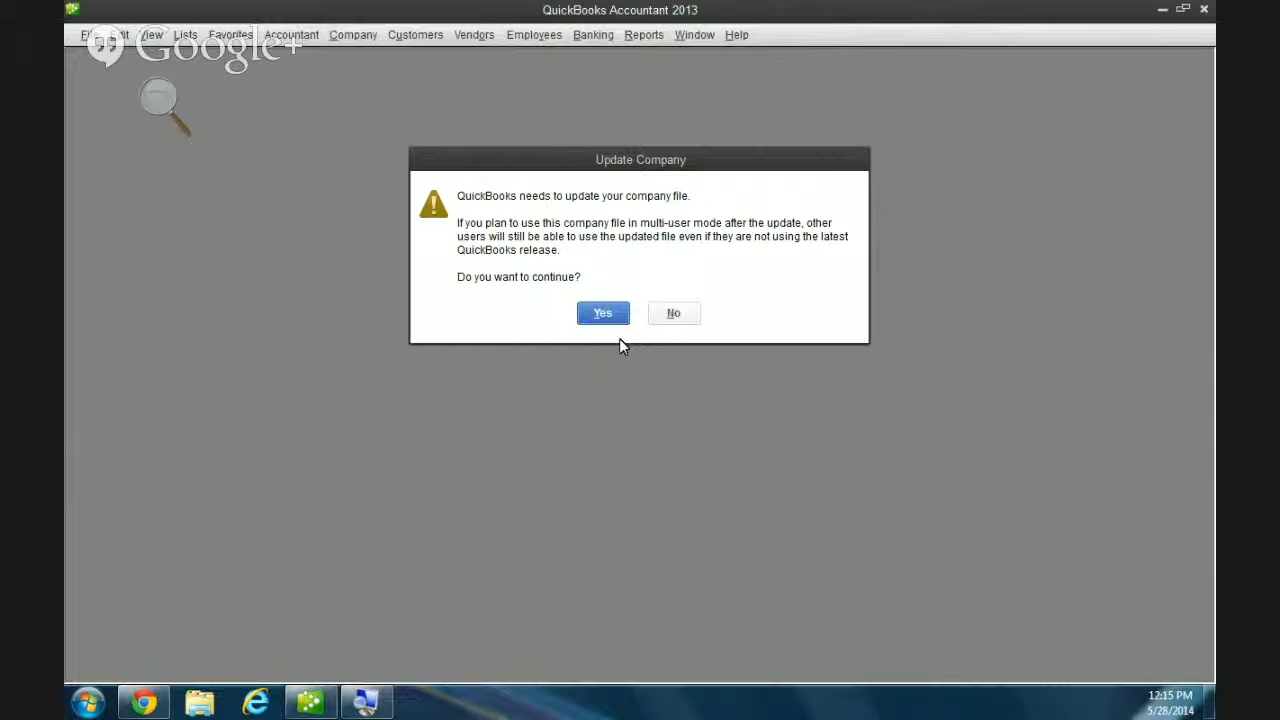 QuickBooks Accountant 2013
File Edit View Lists Favorites Accountant Company Customers Vendors Employees Banking Reports Window Help
Google+
Update Company
QuickBooks needs to update your company file.
If you plan to use this company file in multi-user mode after the update, other
users will still be able to use the updated file even if they are not using the latest
QuickBooks release.
Do you want to continue?
Yes No
12:15 PM
5/28/2014